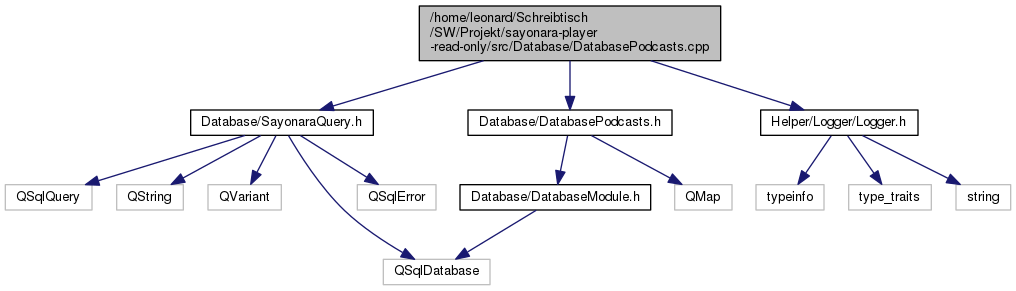 /home/leonard/Schreibtisch
/SW/Projekt/sayonara-player
-read-only/src/Database/DatabasePodcasts.cpp
Database/SayonaraQuery.h
Database/DatabasePodcasts.h
Helper/Logger/Logger.h
QSqlQuery
QString
QVariant
QSqlError
Database/DatabaseModule.h
QMap
typeinfo
type_traits
string
QSqlDatabase